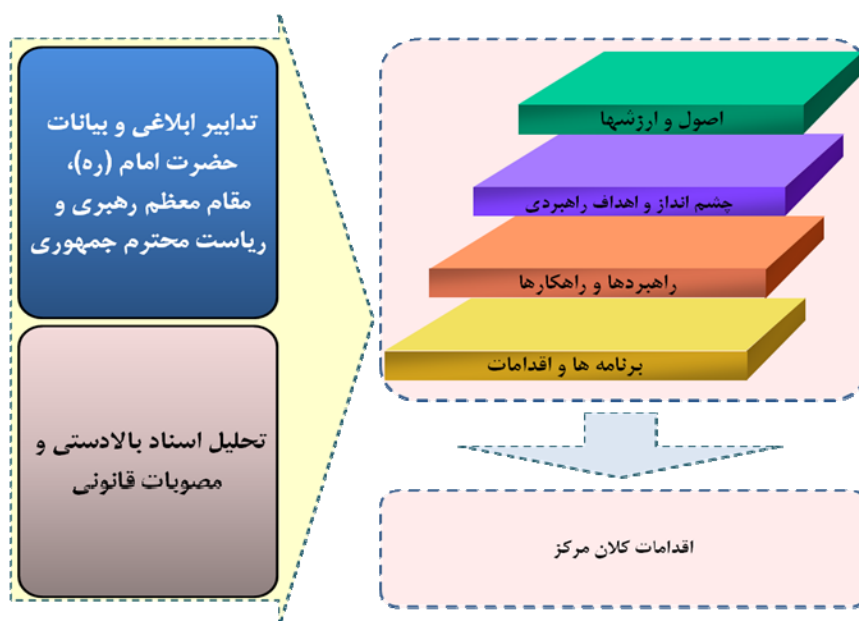 تدابیر ابلاغی و بیانات
حضرت امام (ره)،
مقام معظم رهبری و
ریاست محترم جمهوری
تحلیل اسناد بالادستی و
مصوبات قانونی
اصول و ارزشها
چشم انداز و اهداف راهبردی
راهبردها و راهکارها
برنامه ها و اقدامات
اقدامات کلان مرکز